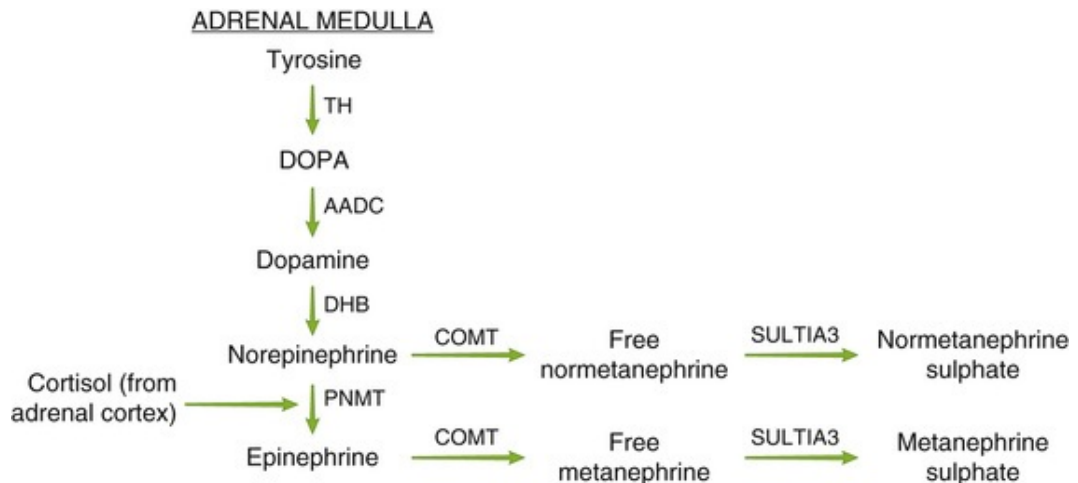 ADRENAL MEDULLA
Tyrosine
TH
DOPA
AADC
Dopamine
DHB
Norepinephrine
COMT
Free
normetanephrine
SULTIA3
Normetanephrine
sulphate
Cortisol (from
adrenal cortex)
PNMT
Epinephrine
COMT
Free
metanephrine
SULTIA3
Metanephrine
sulphate